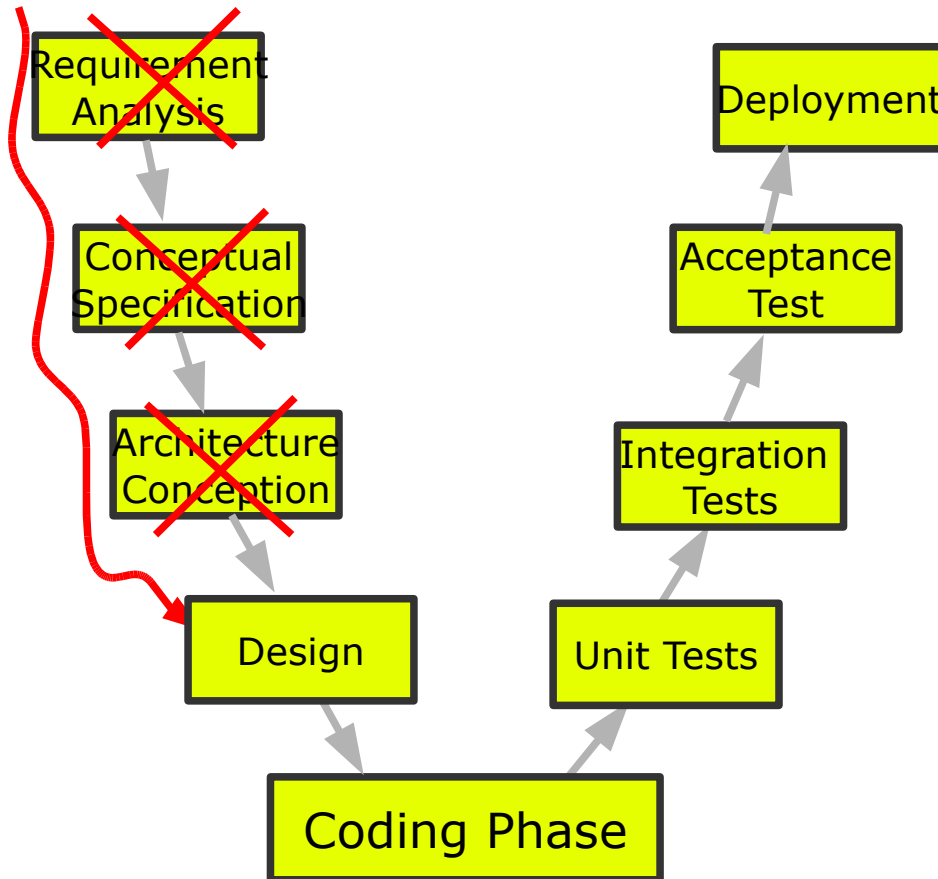 Requirement
Analysis
Conceptual
Specification
Architecture
Conception
Design
Coding Phase
Unit Tests
Integration
Tests
Acceptance
Test
Deployment